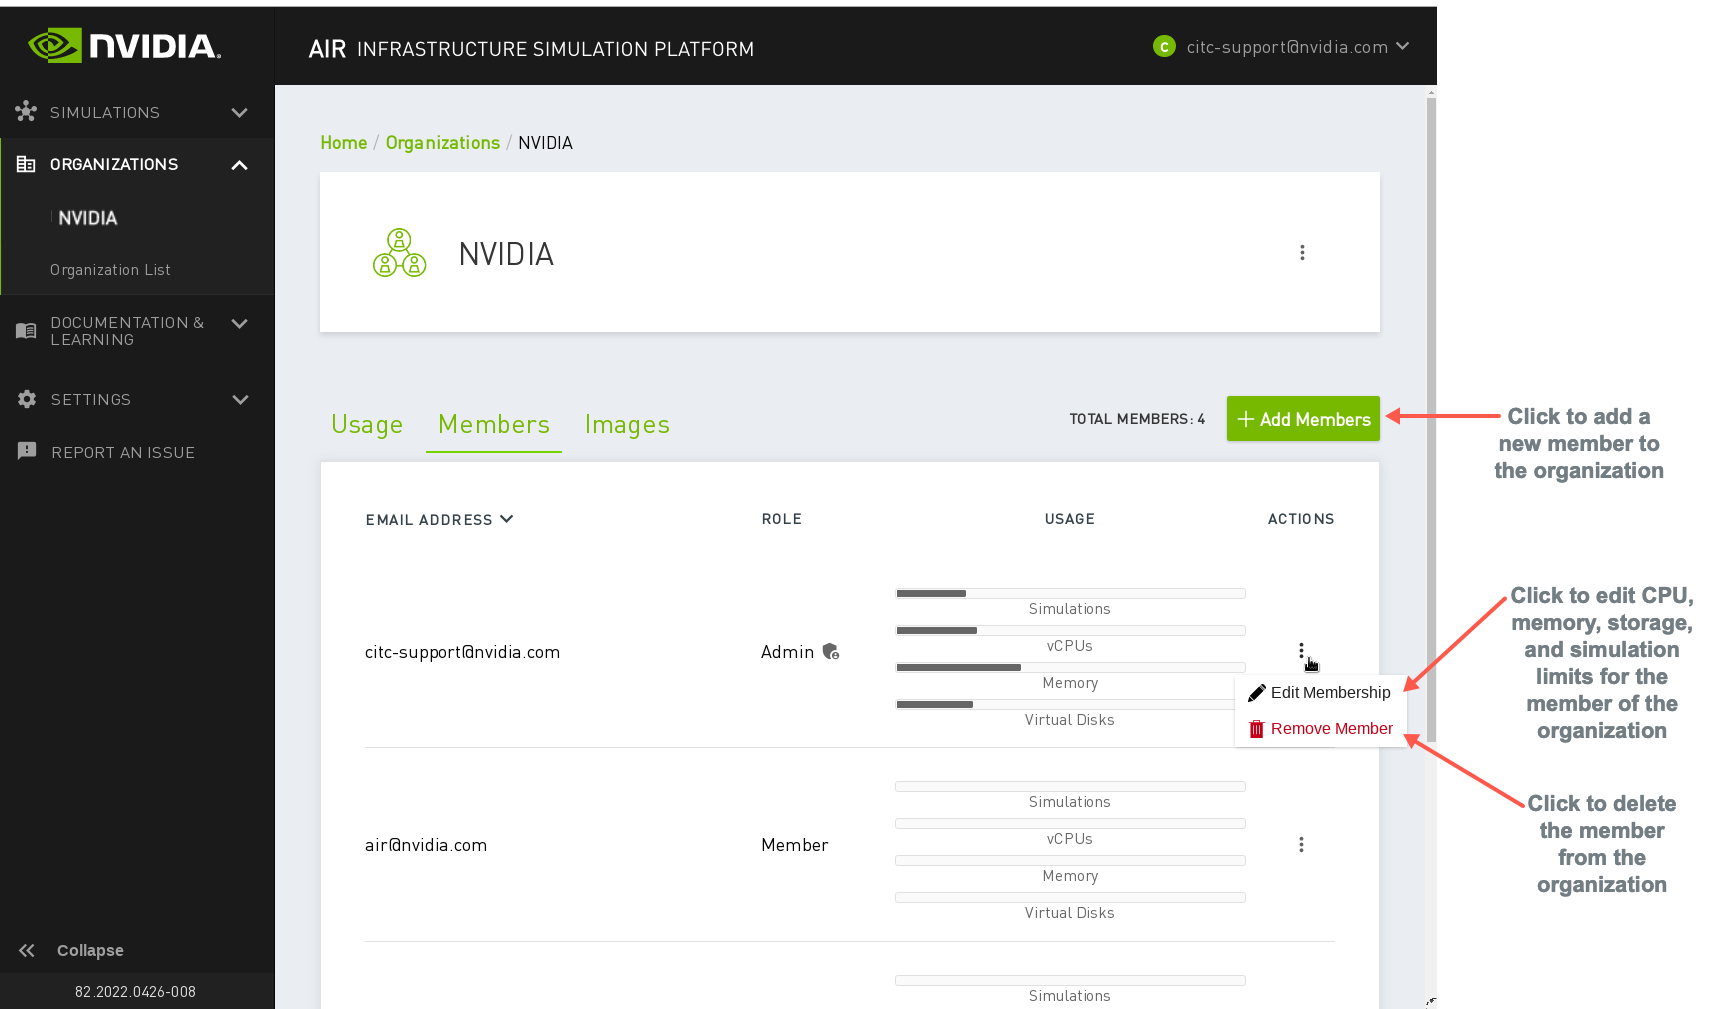 NVIDIA®
AIR INFRASTRUCTURE SIMULATION PLATFORM
C citc-support@nvidia.com
SIMULATIONS
ORGANIZATIONS
NVIDIA
Organization List
DOCUMENTATION &
LEARNING
SETTINGS
REPORT AN ISSUE
Collapse
82.2022.0426-008
Home / Organizations / NVIDIA
NVIDIA
Usage Members Images
TOTAL MEMBERS: 4
+ Add Members
EMAIL ADDRESS ROLE USAGE ACTIONS
citc-support@nvidia.com
Admin
Simulations
vCPUs
Memory
Virtual Disks
Edit Membership
Remove Member
air@nvidia.com
Member
Simulations
vCPUs
Memory
Virtual Disks
Simulations
Click to add a
new member to
the organization
Click to edit CPU,
memory, storage,
and simulation
limits for the
member of the
organization
Click to delete
the member
from the
organization